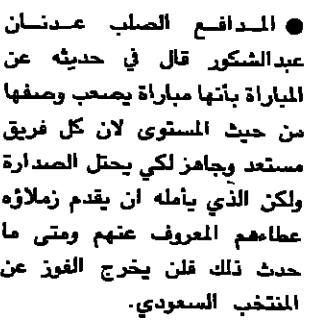 ● المدافع الصلب عدنان
عبدالشكور قال في حديثه عن
المباراة بأنها مباراة يصعب وصفها
من حيث المستوى لان كل فريق
مستعد وجاهز لكي يحتل الصدارة
ولكن الذي يأمله ان يقدم زملاؤه
عطاءهم المعروف عنهم ومتى ما
حدث ذلك فلن يخرج الفوز عن
المنتخب السعودي.